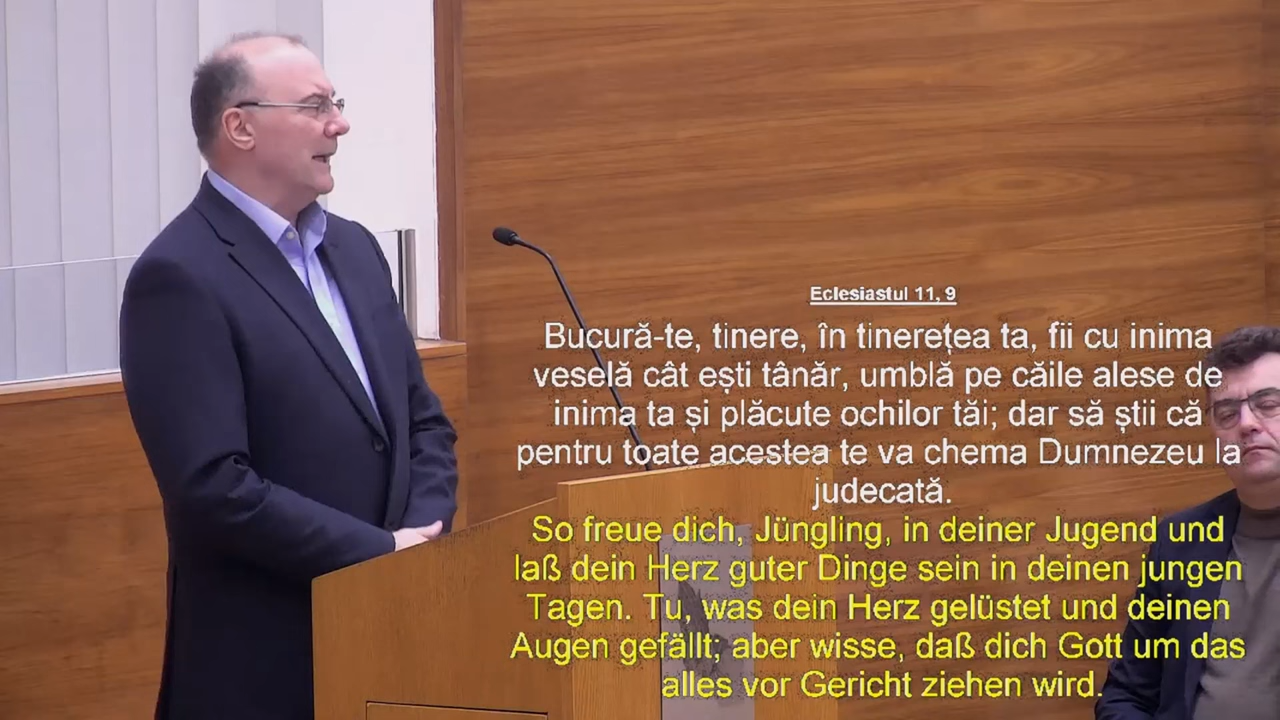 Eclesiastul 11, 9
Bucură-te, tinere, în tinerețea ta, fii cu inima
veselă cât ești tânăr, umblă pe căile alese de
inima ta și plăcute ochilor tăi; dar să știi că
pentru toate acestea te va chema Dumnezeu la
judecată.
So freue dich, Jüngling, in deiner Jugend und
laß dein Herz guter Dinge sein in deinen jungen
Tagen. Tu, was dein Herz gelüstet und deinen
Augen gefällt; aber wisse, daß dich Gott um das
alles vor Gericht ziehen wird.